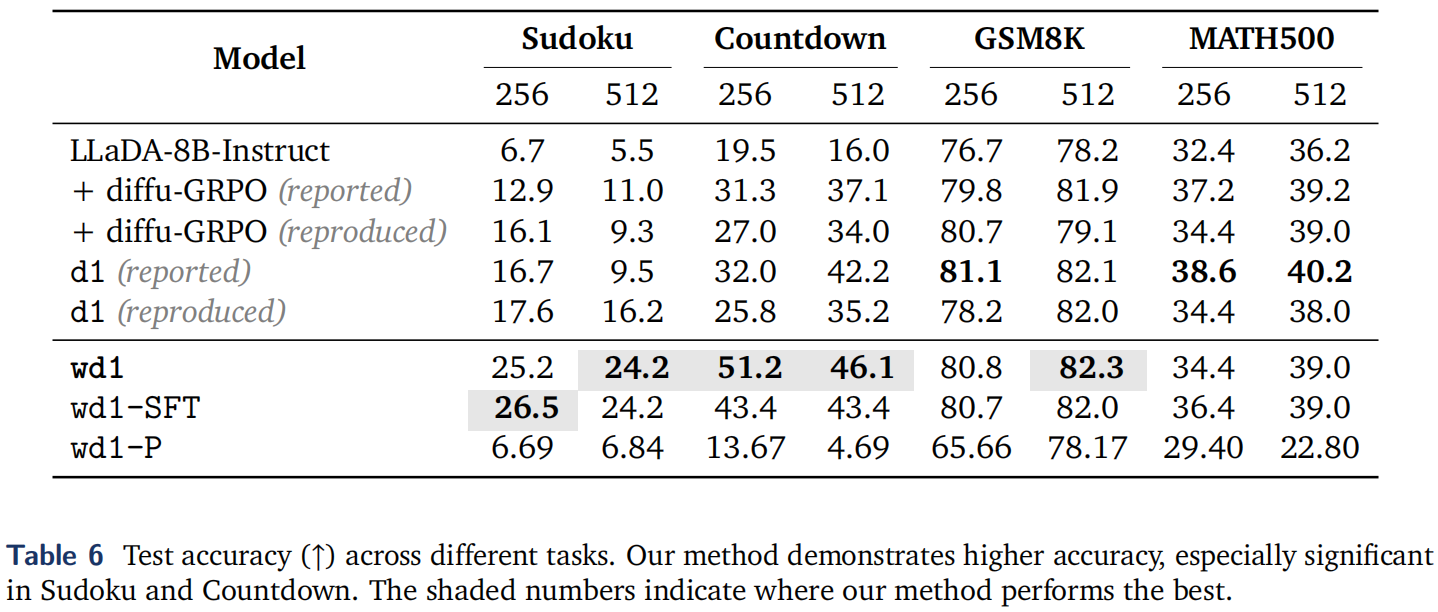 Model Sudoku Countdown GSM8K MATH500
256 512 256 512 256 512 256 512
LLaDA-8B-Instruct 6.7 5.5 19.5 16.0 76.7 78.2 32.4 36.2
+ diffu-GRPO (reported) 12.9 11.0 31.3 37.1 79.8 81.9 37.2 39.2
+ diffu-GRPO (reproduced) 16.1 9.3 27.0 34.0 80.7 79.1 34.4 39.0
d1 (reported) 16.7 9.5 32.0 42.2 81.1 82.1 38.6 40.2
d1 (reproduced) 17.6 16.2 25.8 35.2 78.2 82.0 34.4 38.0
wd1 25.2 24.2 51.2 46.1 80.8 82.3 34.4 39.0
wd1-SFT 26.5 24.2 43.4 43.4 80.7 82.0 36.4 39.0
wd1-P 6.69 6.84 13.67 4.69 65.66 78.17 29.40 22.80
Table 6 Test accuracy (↑) across different tasks. Our method demonstrates higher accuracy, especially significant
in Sudoku and Countdown. The shaded numbers indicate where our method performs the best.